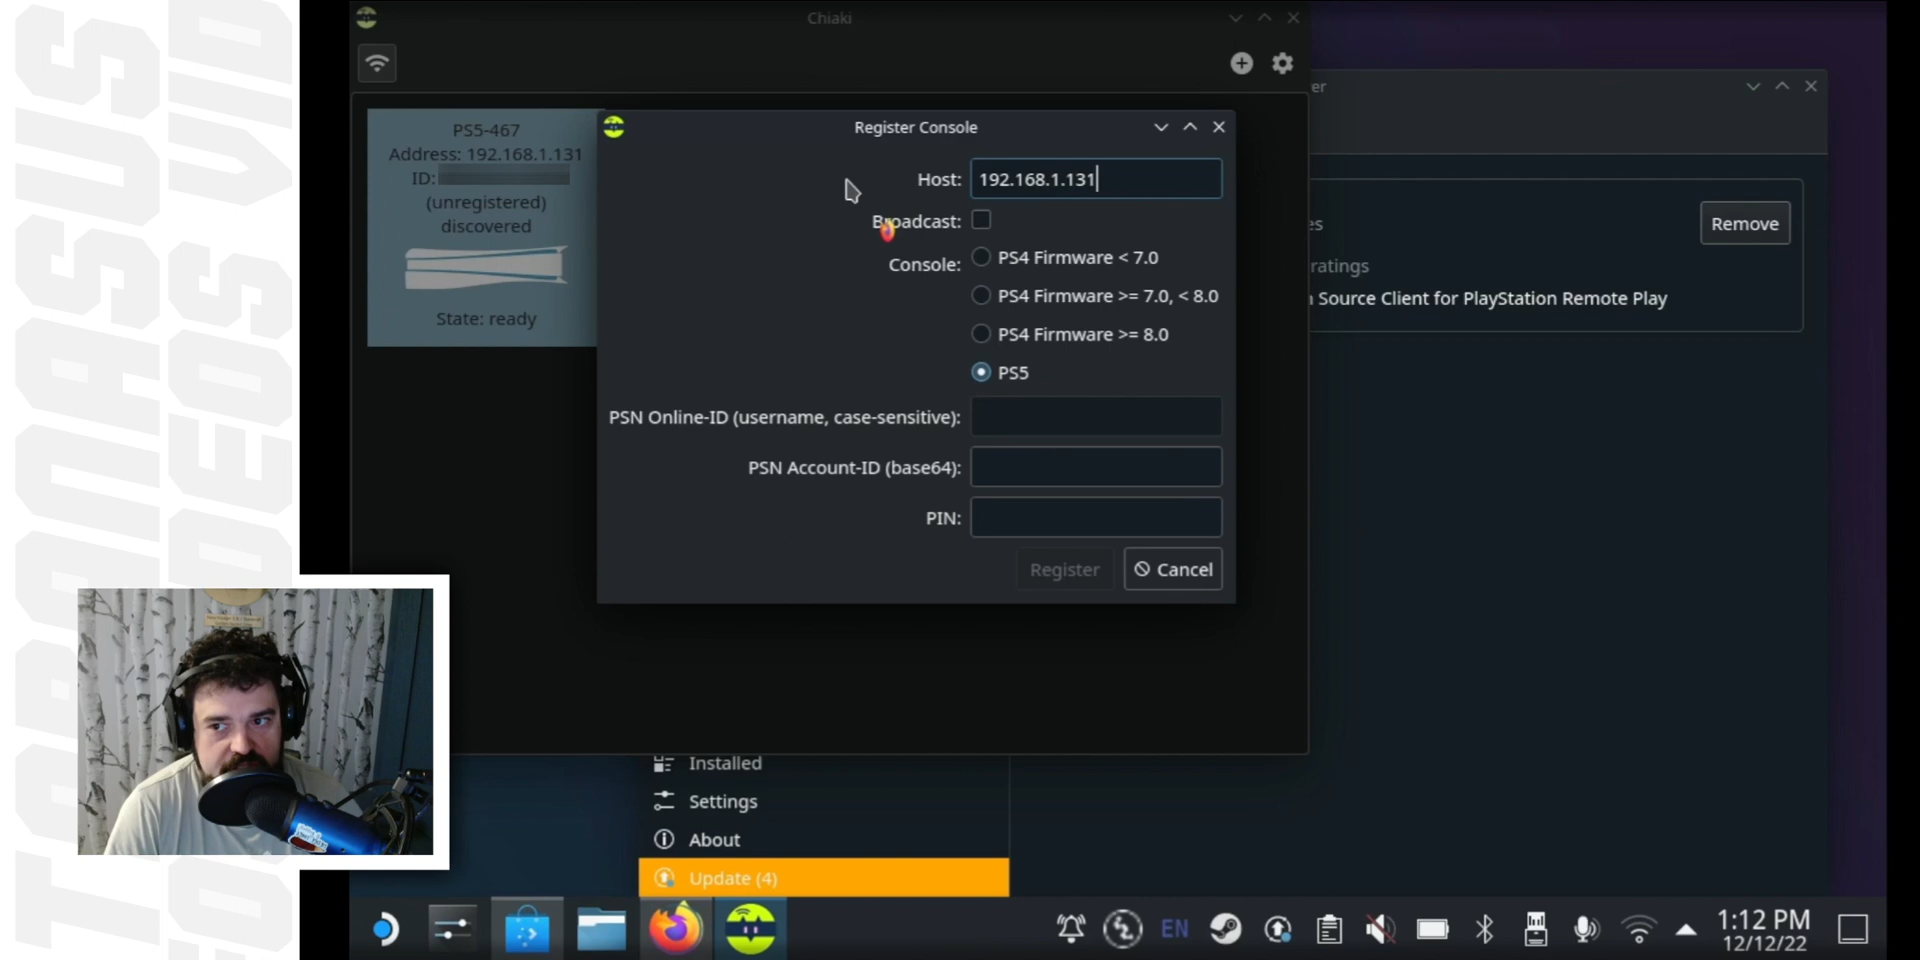 Chiaki
PS5-467
Address: 192.168.1.131
ID:
(unregistered)
discovered
State: ready
Register Console
Host: 192.168.1.131
Broadcast:
Console:
PS4 Firmware < 7.0
PS4 Firmware >= 7.0, < 8.0
PS4 Firmware >= 8.0
PS5
PSN Online-ID (username, case-sensitive):
PSN Account-ID (base64):
PIN:
Register
Cancel
er
es
Remove
ratings
Source Client for PlayStation Remote Play
Installed
Settings
About
Update (4)
EN
1:12 PM
12/12/22